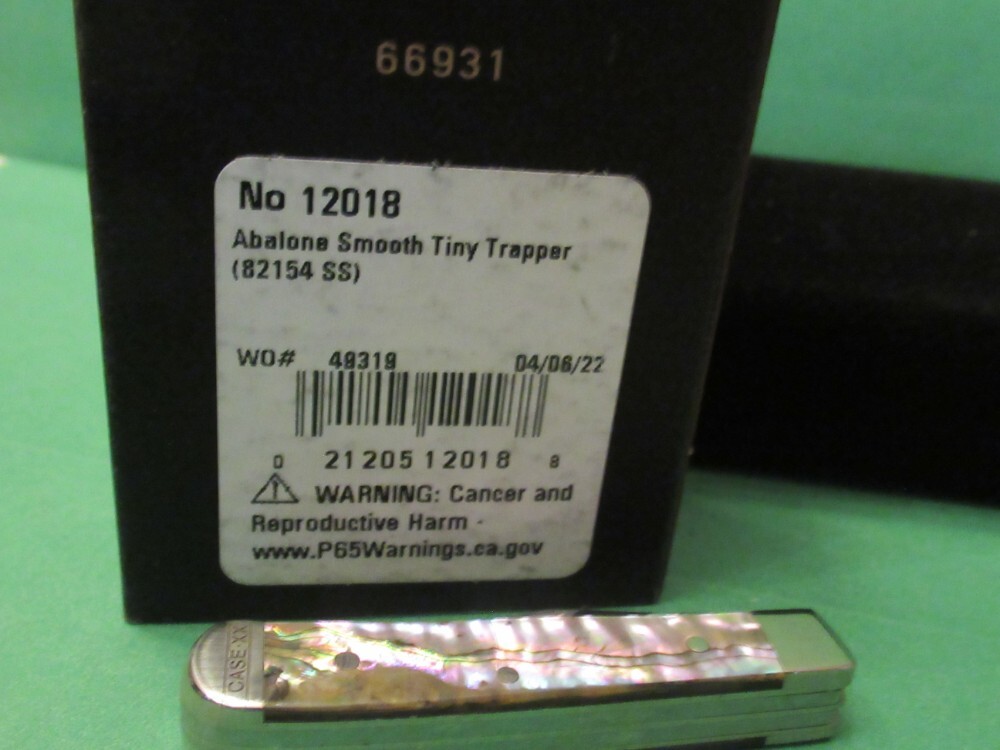 66931
No 12018
Abalone Smooth Tiny Trapper
(82154 SS)
WO# 49319 04/06/22
0 21205 12018 8
WARNING: Cancer and
Reproductive Harm -
www.P65Warnings.ca.gov
CASE XX